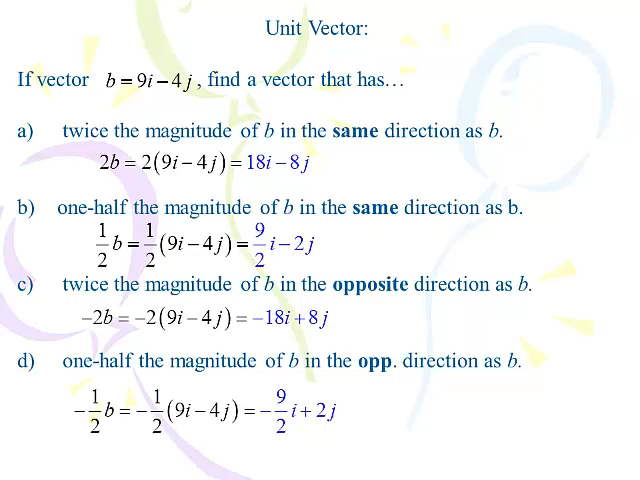 Unit Vector:
If vector b = 9i − 4j , find a vector that has…
a) twice the magnitude of b in the same direction as b.
2b = 2(9i − 4j) = 18i − 8j
b) one-half the magnitude of b in the same direction as b.
1/2 b = 1/2 (9i − 4j) = 9/2 i − 2j
c) twice the magnitude of b in the opposite direction as b.
−2b = −2(9i − 4j) = −18i + 8j
d) one-half the magnitude of b in the opp. direction as b.
−1/2 b = −1/2 (9i − 4j) = −9/2 i + 2j